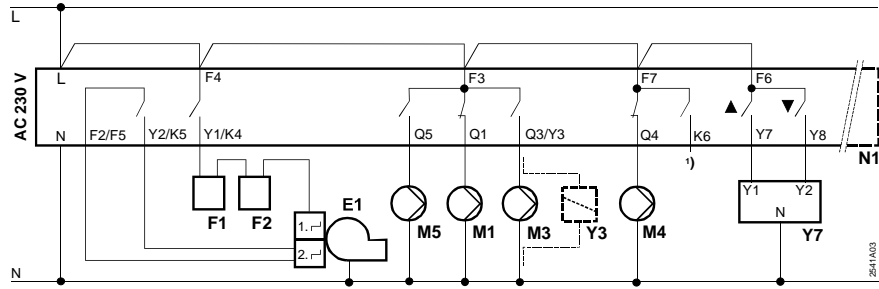 L
AC 230 V
L F4 F3 F7 F6
▲ ▼
N F2/F5 Y2/K5 Y1/K4 Q5 Q1 Q3/Y3 Q4 K6 Y7 Y8
1) N1
F1 F2 E1
1.
2.
M5 M1 M3 Y3 M4
Y1 Y2
N
Y7
N
2541A03